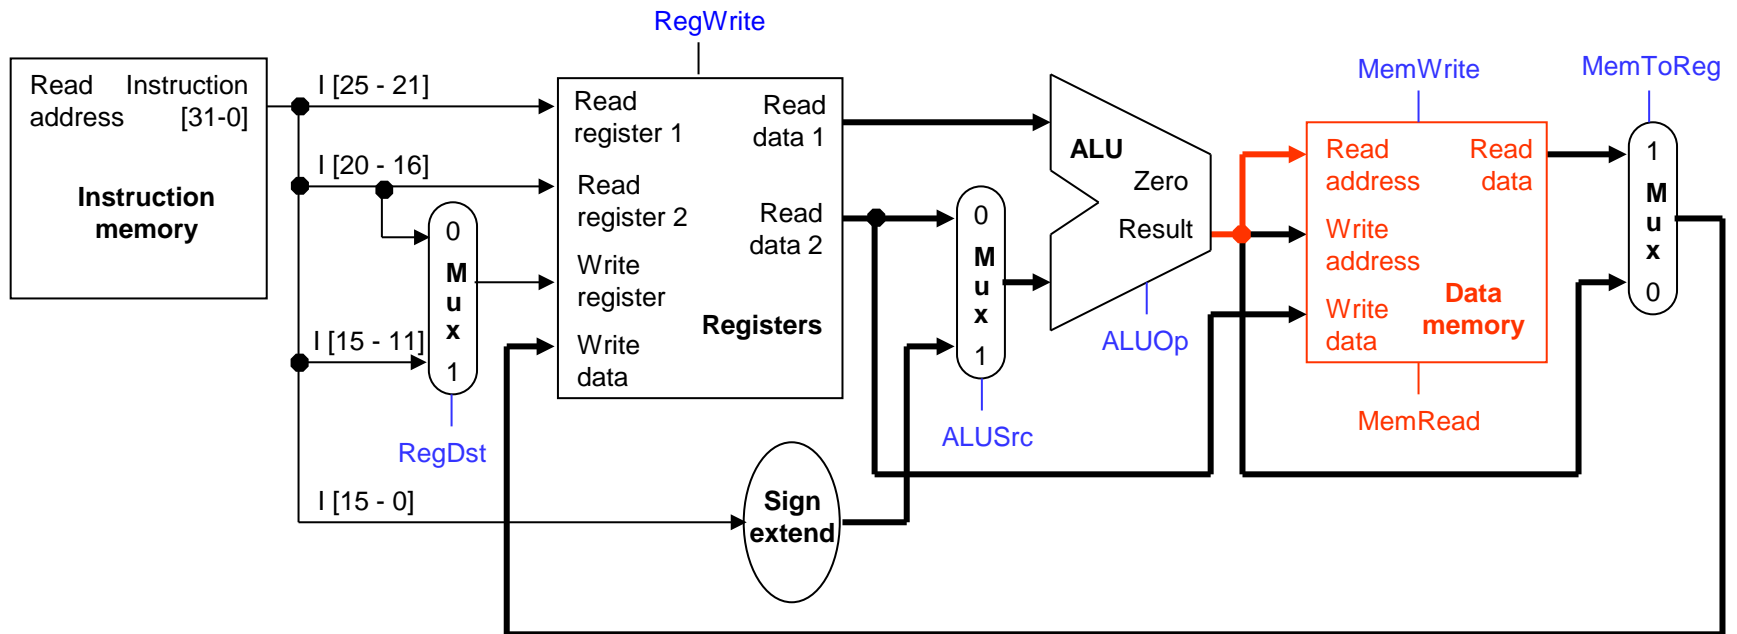 RegWrite
Read Instruction
address [31-0]
Instruction
memory
I [25 - 21]
I [20 - 16]
I [15 - 11]
I [15 - 0]
0
M
u
x
1
RegDst
Read
register 1
Read
data 1
Read
register 2
Read
data 2
Write
register
Registers
Write
data
Sign
extend
0
M
u
x
1
ALUSrc
ALU
Zero
Result
ALUOp
MemWrite
Read
address
Read
data
Write
address
Data
memory
Write
data
MemRead
MemToReg
1
M
u
x
0